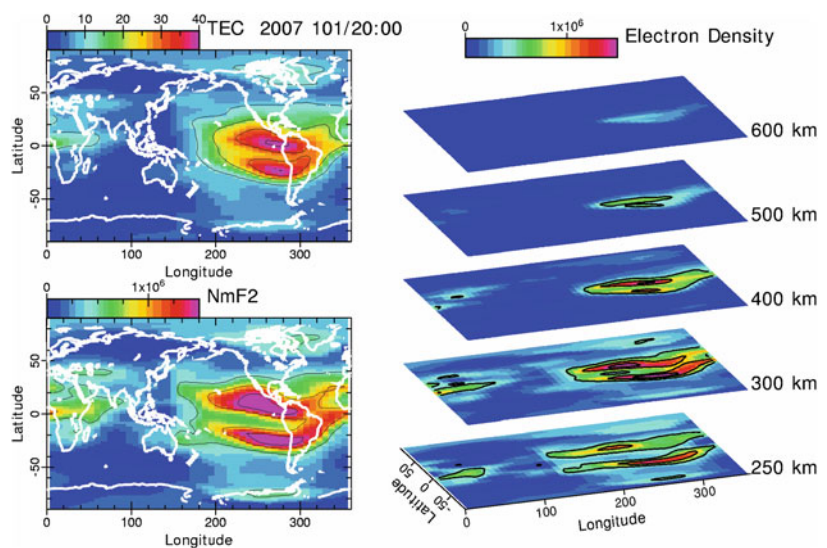 0 10 20 30 40
TEC 2007 101/20:00
50
0
-50
Latitude
0 100 200 300
Longitude
0 1x10⁶
NmF2
50
0
-50
Latitude
0 100 200 300
Longitude
0 1x10⁶
Electron Density
600 km
500 km
400 km
300 km
250 km
50
0
-50
Latitude
0 100 200 300
Longitude